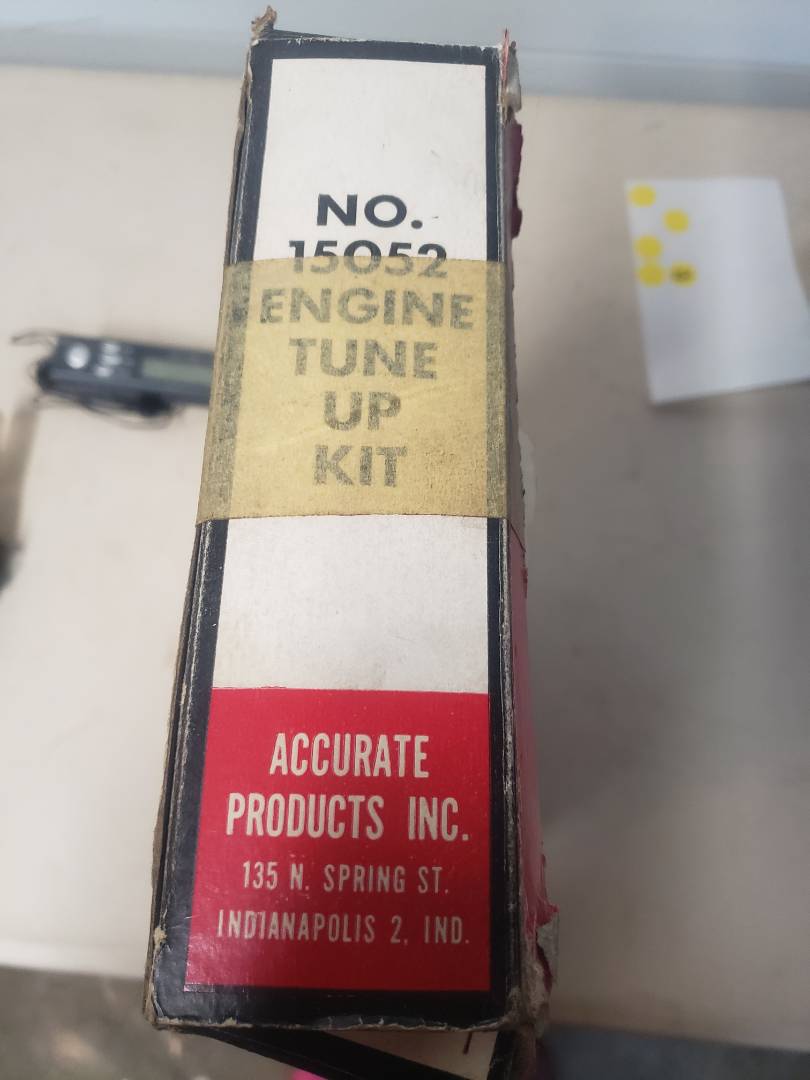 NO.
15052
ENGINE
TUNE
UP
KIT
ACCURATE
PRODUCTS INC.
135 N. SPRING ST.
INDIANAPOLIS 2, IND.